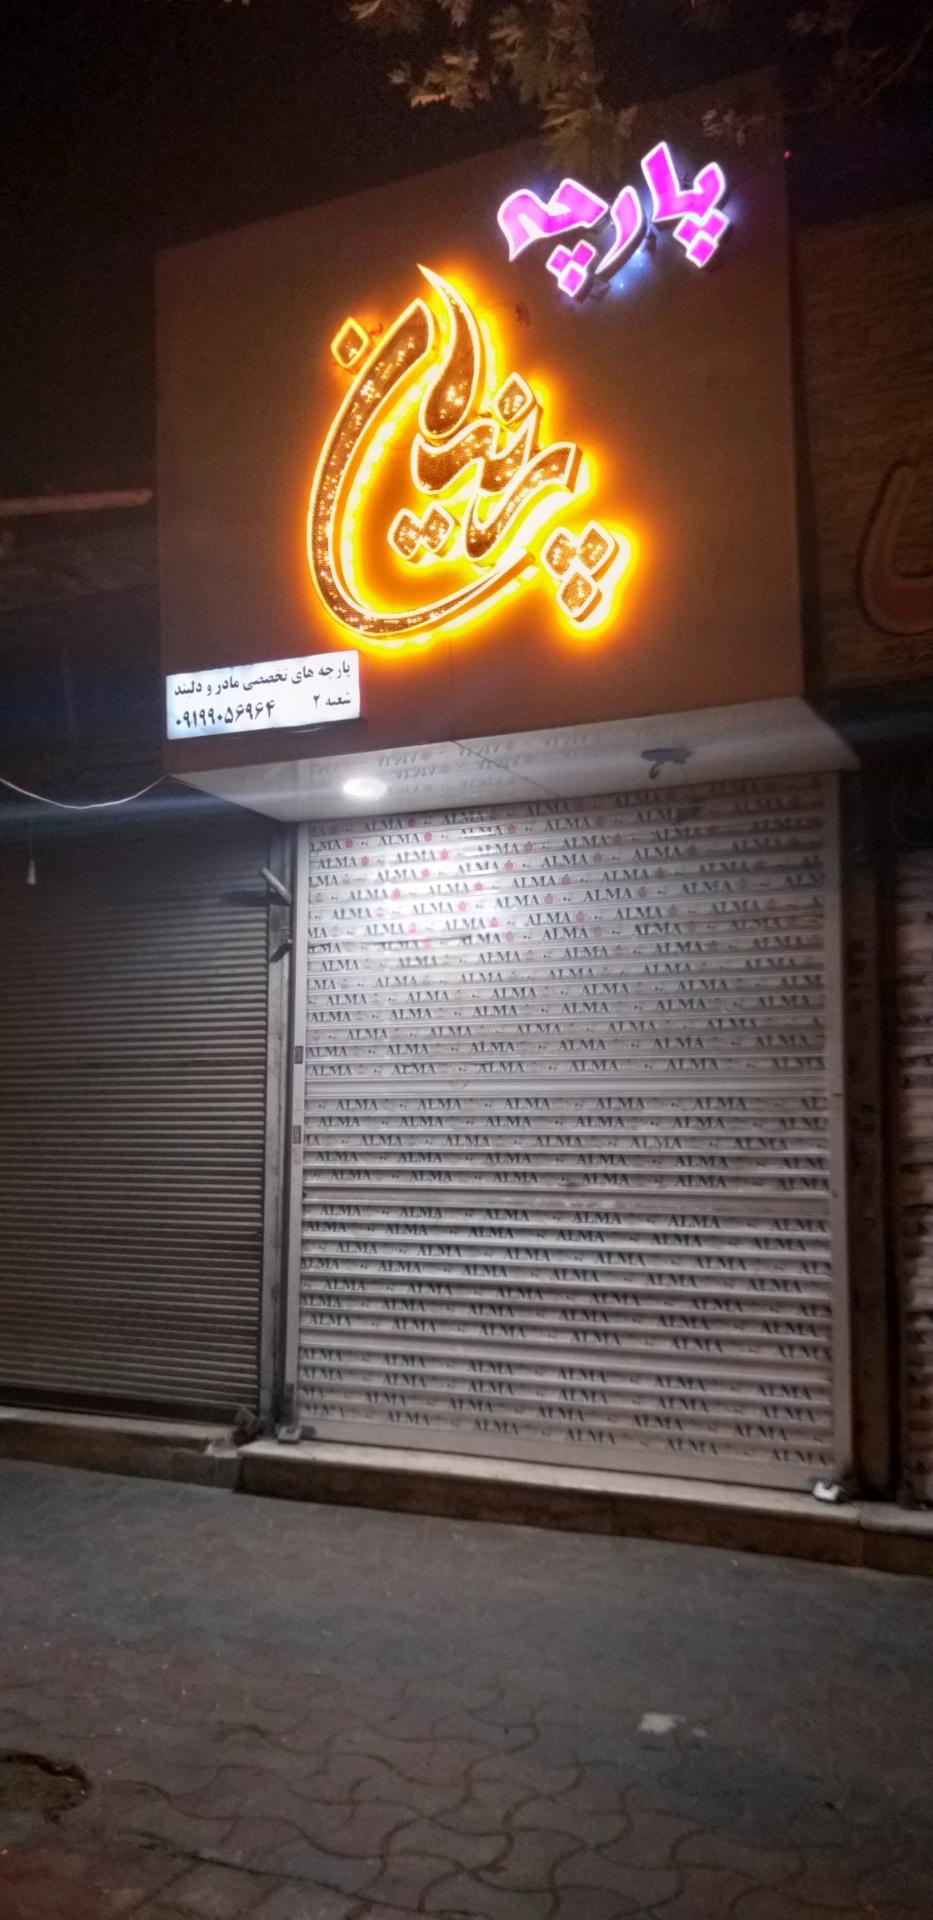 پارچه
پرنیان
پارچه های تخصصی مادر و دلبند
شعبه ۲
۰۹۱۹۹۰۵۶۹۶۴
ALMA